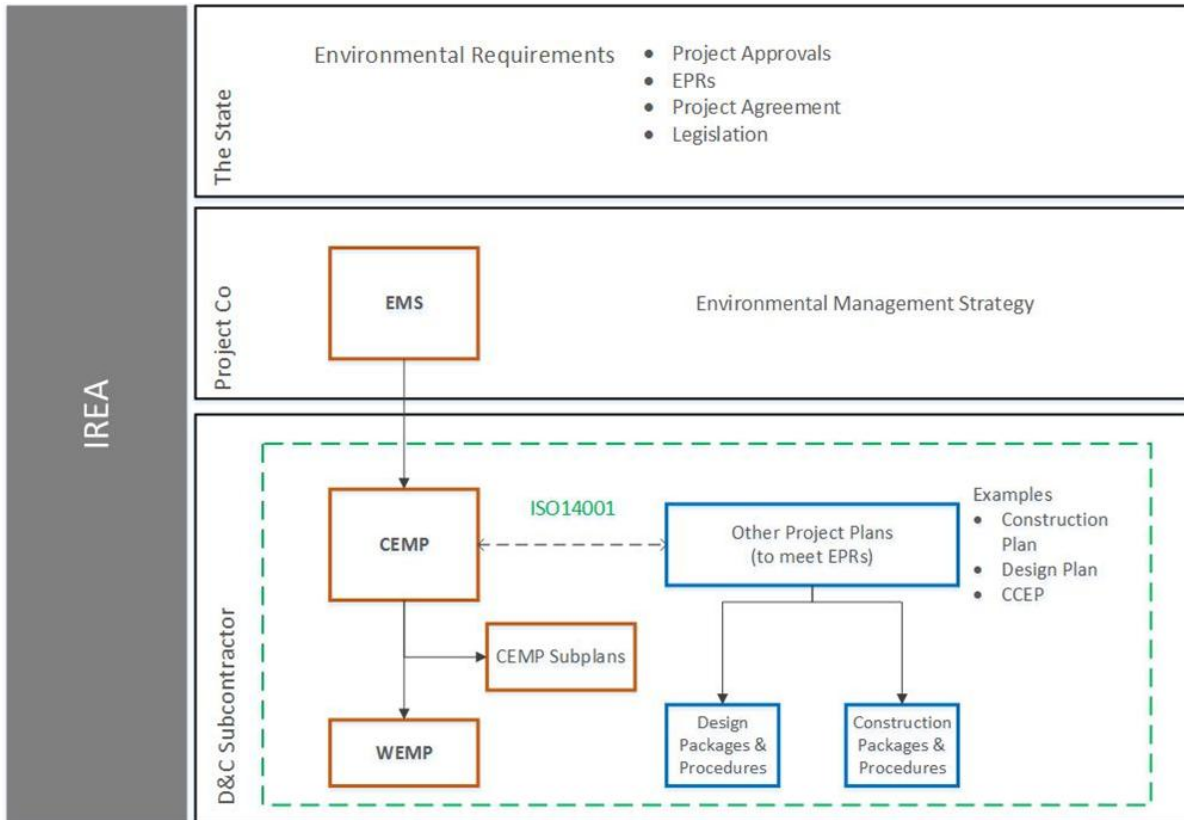 IREA
The State
Environmental Requirements
• Project Approvals
• EPRs
• Project Agreement
• Legislation
Project Co
EMS
Environmental Management Strategy
D&C Subcontractor
CEMP
ISO14001
Other Project Plans
(to meet EPRs)
Examples
• Construction
Plan
• Design Plan
• CCEP
CEMP Subplans
WEMP
Design
Packages &
Procedures
Construction
Packages &
Procedures